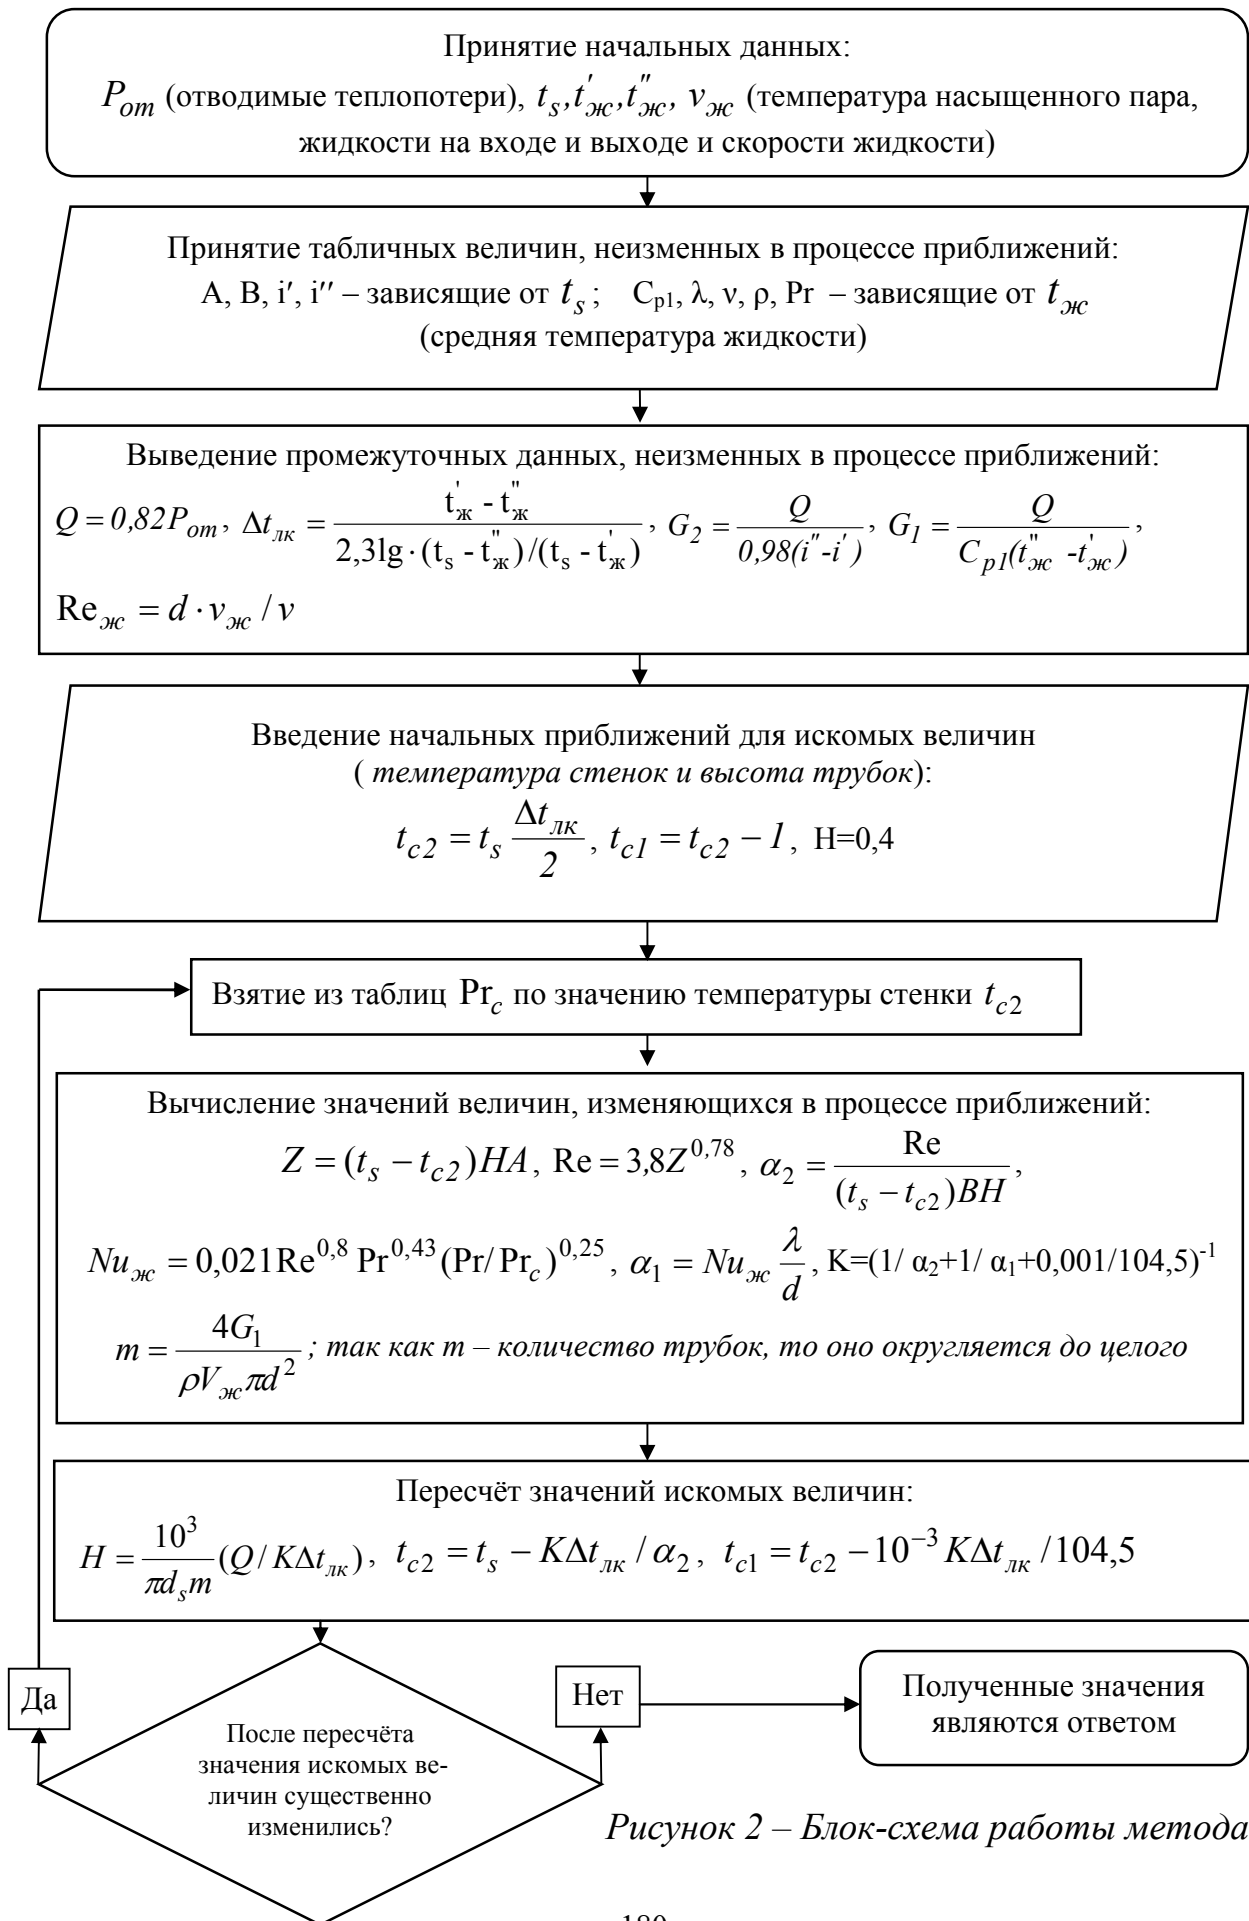 Принятие начальных данных:
P_от (отводимые теплопотери), t_s, t'_ж, t"_ж, v_ж (температура насыщенного пара,
жидкости на входе и выходе и скорости жидкости)
Принятие табличных величин, неизменных в процессе приближений:
A, B, i′, i′′ – зависящие от t_s ; C_p1, λ, ν, ρ, Pr – зависящие от t_ж
(средняя температура жидкости)
Выведение промежуточных данных, неизменных в процессе приближений:
Q = 0,82P_от, Δt_лк = (t'_ж - t"_ж) / (2,3lg·(t_s - t"_ж)/(t_s - t'_ж)), G_2 = Q / (0,98(i"-i')), G_1 = Q / (C_p1(t"_ж - t'_ж)),
Re_ж = d · v_ж / ν
Введение начальных приближений для искомых величин
( температура стенок и высота трубок):
t_c2 = t_s Δt_лк / 2, t_c1 = t_c2 − 1, H=0,4
Взятие из таблиц Pr_c по значению температуры стенки t_c2
Вычисление значений величин, изменяющихся в процессе приближений:
Z = (t_s − t_c2)HA, Re = 3,8Z^0,78, α_2 = Re / ((t_s − t_c2)BH),
Nu_ж = 0,021 Re^0,8 Pr^0,43 (Pr/ Pr_c)^0,25, α_1 = Nu_ж λ/d, K=(1/ α_2+1/ α_1+0,001/104,5)^-1
m = 4G_1 / (ρV_ж πd^2) ; так как m – количество трубок, то оно округляется до целого
Пересчёт значений искомых величин:
H = 10^3 / (πd_s m) (Q / KΔt_лк), t_c2 = t_s − KΔt_лк / α_2, t_c1 = t_c2 − 10^−3 KΔt_лк / 104,5
Да
Нет
После пересчёта
значения искомых ве-
личин существенно
изменились?
Полученные значения
являются ответом
Рисунок 2 – Блок-схема работы метода
180